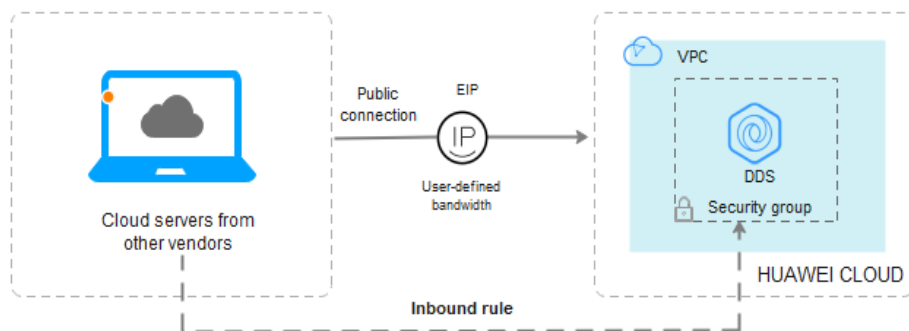 Cloud servers from
other vendors
Public
connection
EIP
IP
User-defined
bandwidth
VPC
DDS
Security group
HUAWEI CLOUD
Inbound rule